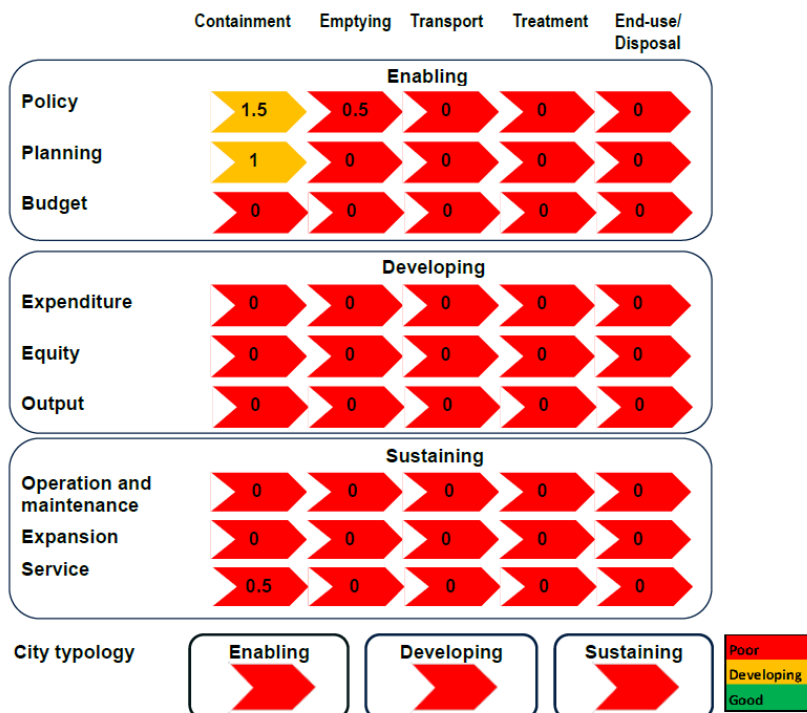 Containment Emptying Transport Treatment End-use/
Disposal
Enabling
Policy 1.5 0.5 0 0 0
Planning 1 0 0 0 0
Budget 0 0 0 0 0
Developing
Expenditure 0 0 0 0 0
Equity 0 0 0 0 0
Output 0 0 0 0 0
Sustaining
Operation and
maintenance 0 0 0 0 0
Expansion 0 0 0 0 0
Service 0.5 0 0 0 0
City typology Enabling Developing Sustaining
Poor
Developing
Good